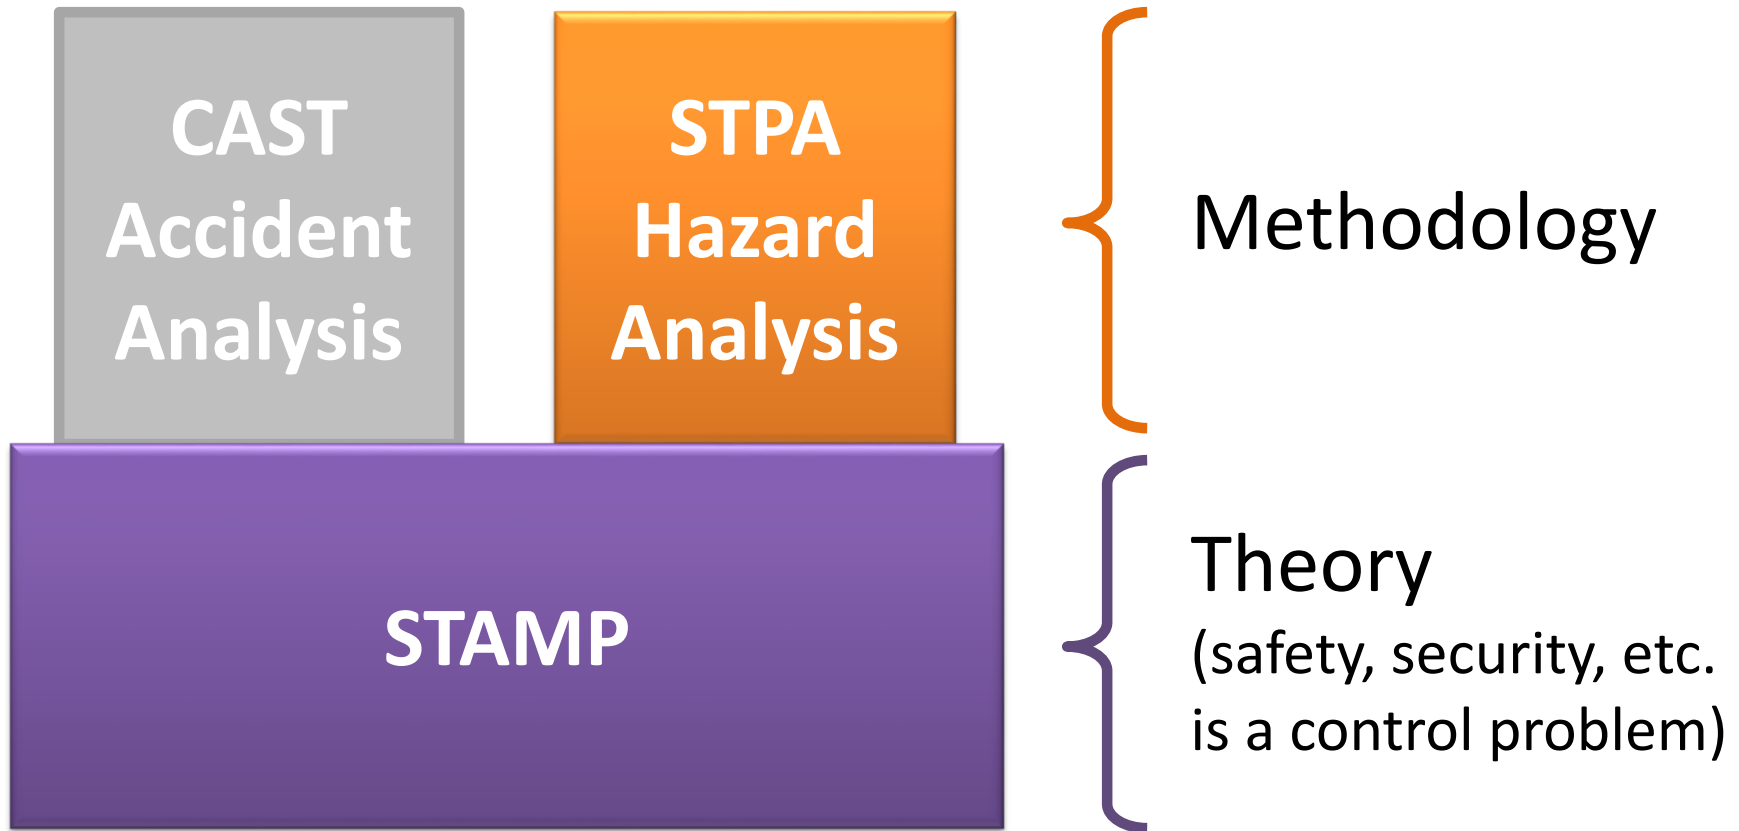 CAST
Accident
Analysis
STPA
Hazard
Analysis
Methodology
STAMP
Theory
(safety, security, etc.
is a control problem)